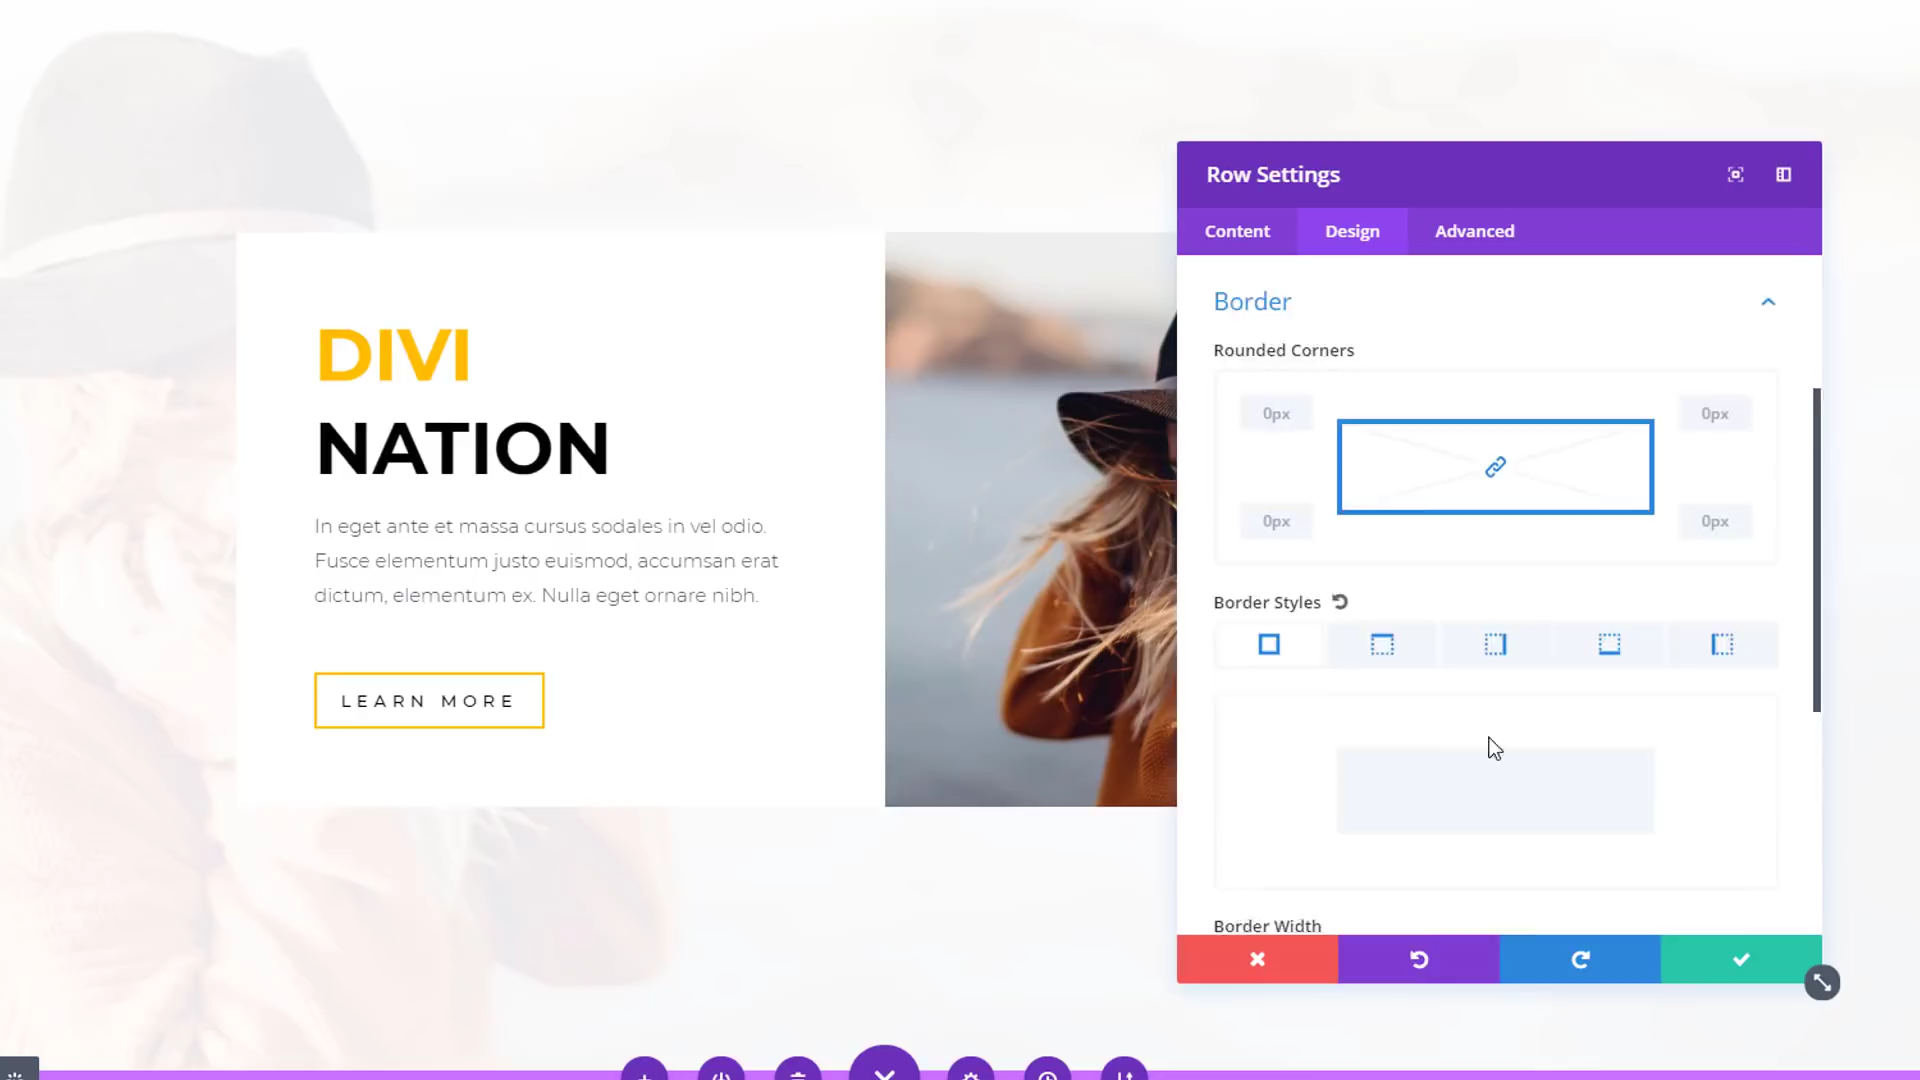 DIVI
NATION
In eget ante et massa cursus sodales in vel odio.
Fusce elementum justo euismod, accumsan erat
dictum, elementum ex. Nulla eget ornare nibh.
LEARN MORE
Row Settings
Content Design Advanced
Border
Rounded Corners
0px 0px
0px 0px
Border Styles
Border Width